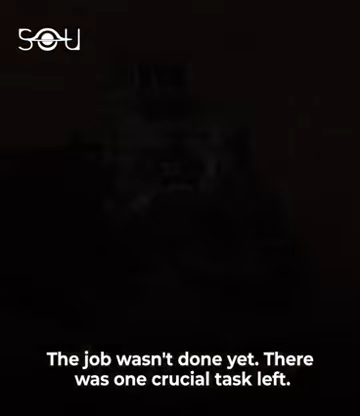 SOU
The job wasn't done yet. There
was one crucial task left.